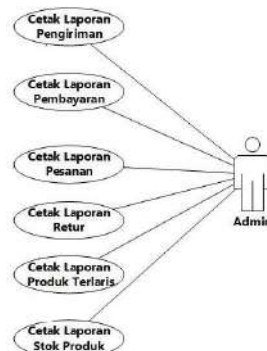 Cetak Laporan
Pengiriman
Cetak Laporan
Pembayaran
Cetak Laporan
Pesanan
Admin
Cetak Laporan
Retur
Cetak Laporan
Produk Terlaris
Cetak Laporan
Stok Produk